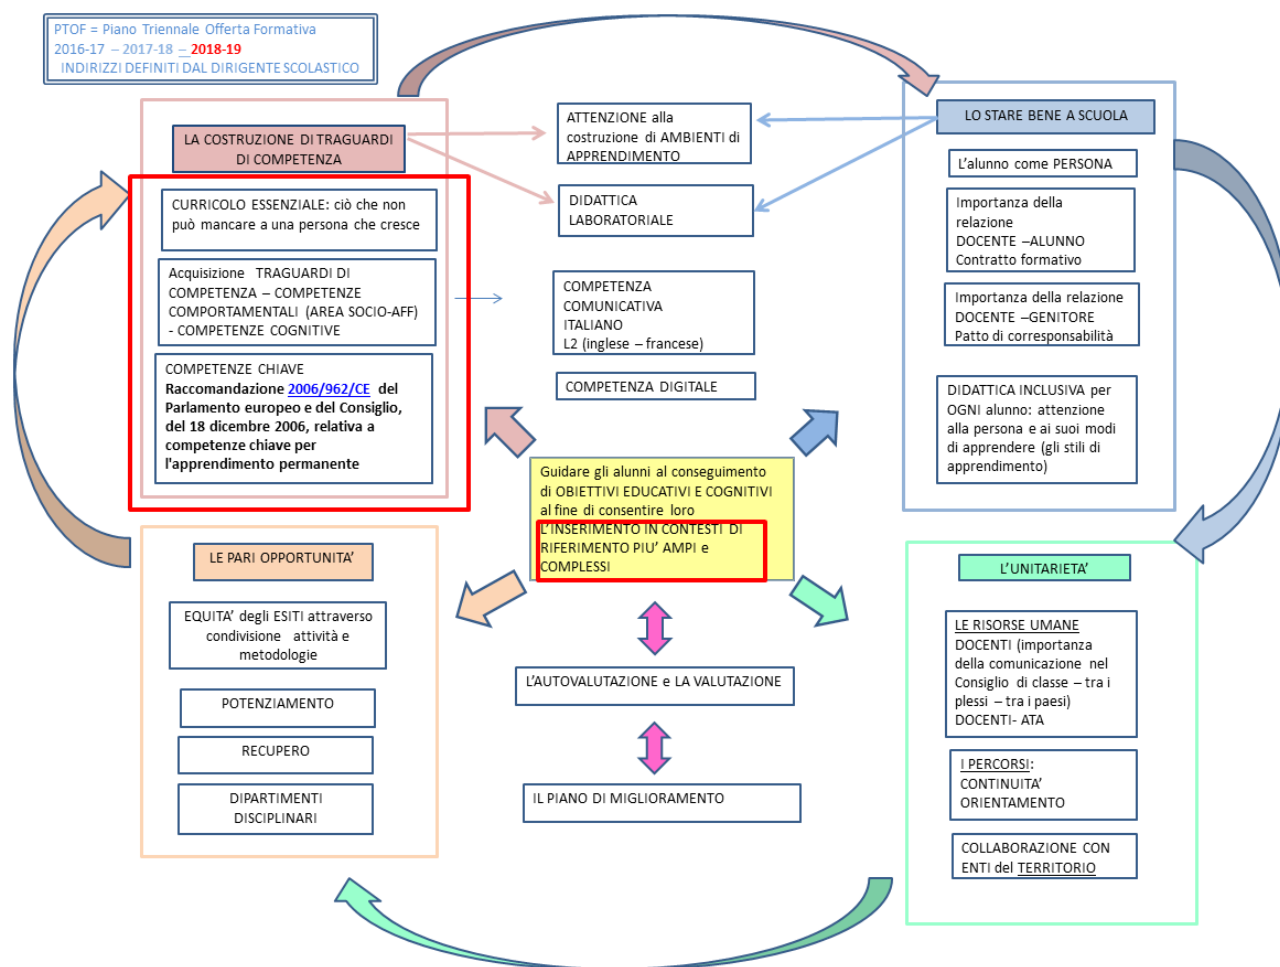 PTOF = Piano Triennale Offerta Formativa
2016-17 – 2017-18 – 2018-19
INDIRIZZI DEFINITI DAL DIRIGENTE SCOLASTICO
LA COSTRUZIONE DI TRAGUARDI
DI COMPETENZA
CURRICOLO ESSENZIALE: ciò che non
può mancare a una persona che cresce
Acquisizione TRAGUARDI DI
COMPETENZA – COMPETENZE
COMPORTAMENTALI (AREA SOCIO-AFF)
- COMPETENZE COGNITIVE
COMPETENZE CHIAVE
Raccomandazione 2006/962/CE del
Parlamento europeo e del Consiglio,
del 18 dicembre 2006, relativa a
competenze chiave per
l'apprendimento permanente
ATTENZIONE alla
costruzione di AMBIENTI di
APPRENDIMENTO
DIDATTICA
LABORATORIALE
COMPETENZA
COMUNICATIVA
ITALIANO
L2 (inglese – francese)
COMPETENZA DIGITALE
LO STARE BENE A SCUOLA
L'alunno come PERSONA
Importanza della
relazione
DOCENTE –ALUNNO
Contratto formativo
Importanza della relazione
DOCENTE –GENITORE
Patto di corresponsabilità
DIDATTICA INCLUSIVA per
OGNI alunno: attenzione
alla persona e ai suoi modi
di apprendere (gli stili di
apprendimento)
Guidare gli alunni al conseguimento
di OBIETTIVI EDUCATIVI E COGNITIVI
al fine di consentire loro
L'INSERIMENTO IN CONTESTI DI
RIFERIMENTO PIU' AMPI e
COMPLESSI
LE PARI OPPORTUNITA'
EQUITA' degli ESITI attraverso
condivisione attività e
metodologie
POTENZIAMENTO
RECUPERO
DIPARTIMENTI
DISCIPLINARI
L'AUTOVALUTAZIONE e LA VALUTAZIONE
IL PIANO DI MIGLIORAMENTO
L'UNITARIETA'
LE RISORSE UMANE
DOCENTI (importanza
della comunicazione nel
Consiglio di classe – tra i
plessi – tra i paesi)
DOCENTI- ATA
I PERCORSI:
CONTINUITA'
ORIENTAMENTO
COLLABORAZIONE CON
ENTI del TERRITORIO